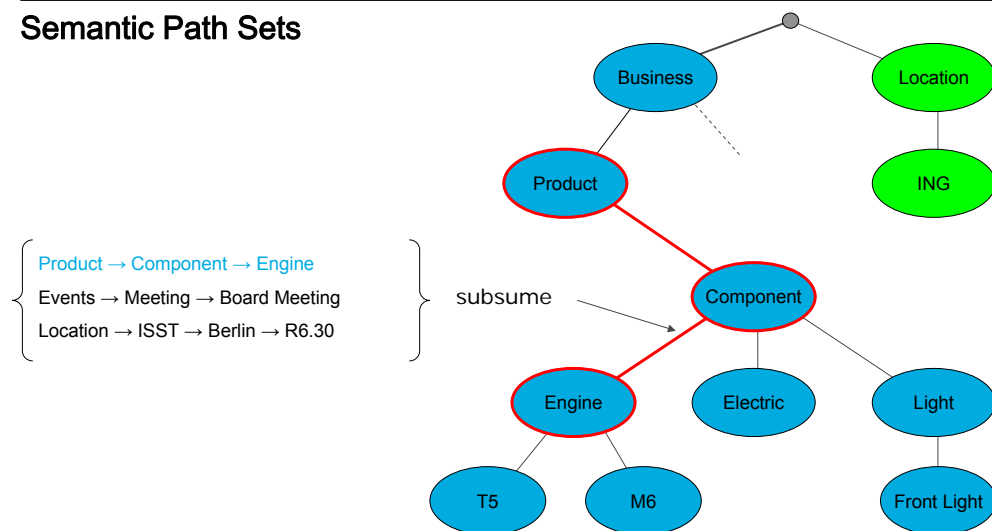 Semantic Path Sets
Business
Location
Product
ING
Product → Component → Engine
Events → Meeting → Board Meeting
Location → ISST → Berlin → R6.30
subsume
Component
Engine
Electric
Light
T5
M6
Front Light